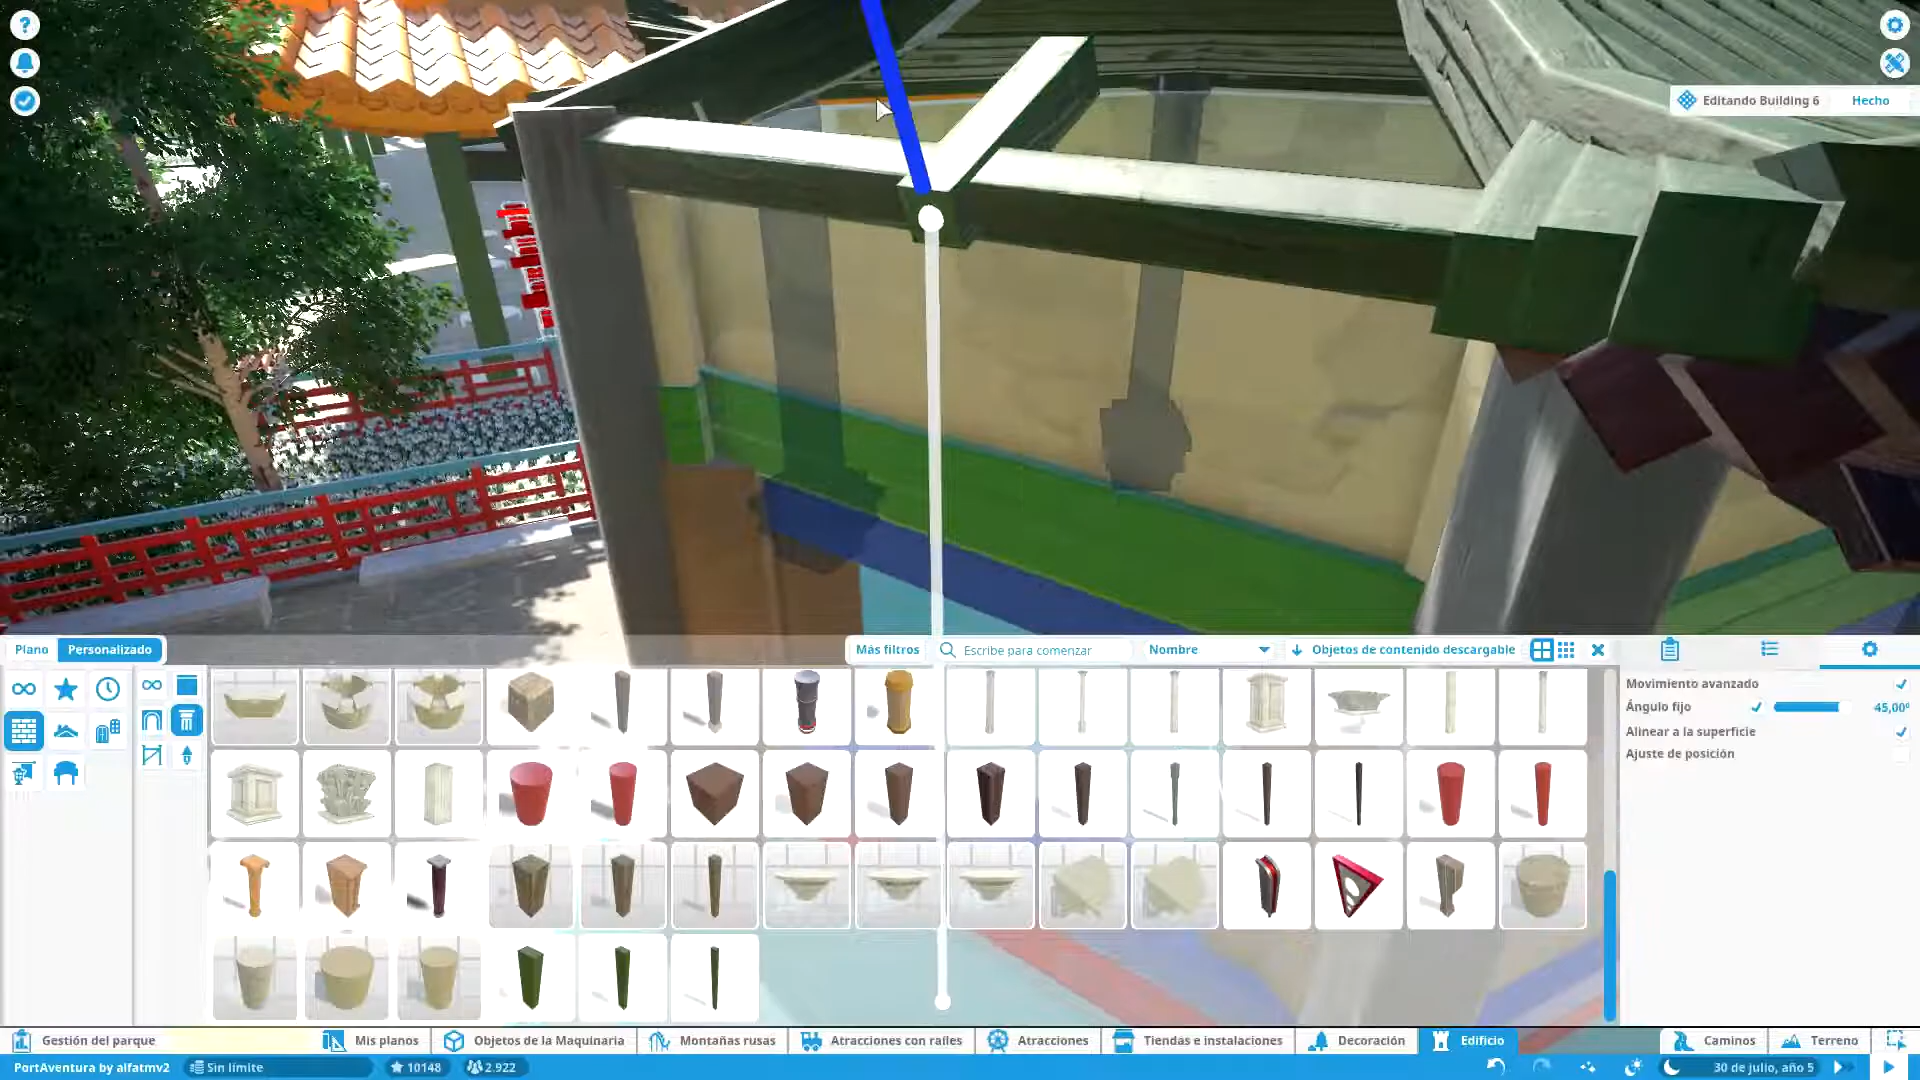 ?
Editando Building 6 Hecho
Plano Personalizado
Más filtros Escribe para comenzar Nombre Objetos de contenido descargable
Movimiento avanzado
Ángulo fijo 45,00º
Alinear a la superficie
Ajuste de posición
Gestión del parque Mis planos Objetos de la Maquinaria Montañas rusas Atracciones con raíles Atracciones Tiendas e instalaciones Decoración Edificio Caminos Terreno
PortAventura by alfatmv2 Sin límite 10148 2.922 30 de julio, año 5